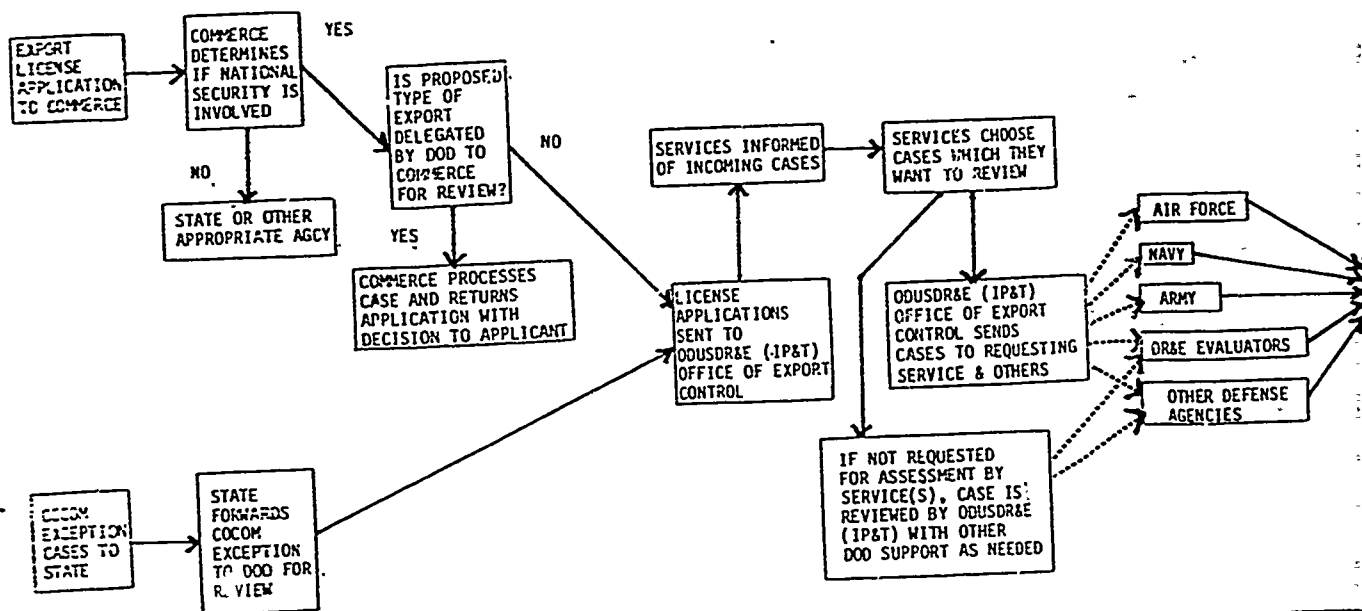 EXPORT
LICENSE
APPLICATION
TO COMMERCE
COMMERCE
DETERMINES
IF NATIONAL
SECURITY IS
INVOLVED
YES
NO
STATE OR OTHER
APPROPRIATE AGCY
IS PROPOSED
TYPE OF
EXPORT
DELEGATED
BY DOD TO
COMMERCE
FOR REVIEW?
NO
YES
COMMERCE PROCESSES
CASE AND RETURNS
APPLICATION WITH
DECISION TO APPLICANT
SERVICES INFORMED
OF INCOMING CASES
SERVICES CHOOSE
CASES WHICH THEY
WANT TO REVIEW
LICENSE
APPLICATIONS
SENT TO
ODUSDR&E (IP&T)
OFFICE OF EXPORT
CONTROL
ODUSDR&E (IP&T)
OFFICE OF EXPORT
CONTROL SENDS
CASES TO REQUESTING
SERVICE & OTHERS
AIR FORCE
NAVY
ARMY
DR&E EVALUATORS
OTHER DEFENSE
AGENCIES
IF NOT REQUESTED
FOR ASSESSMENT BY
SERVICE(S), CASE IS
REVIEWED BY ODUSDR&E
(IP&T) WITH OTHER
DOD SUPPORT AS NEEDED
COCOM
EXCEPTION
CASES TO
STATE
STATE
FORWARDS
COCOM
EXCEPTION
TO DOD FOR
R VIEW